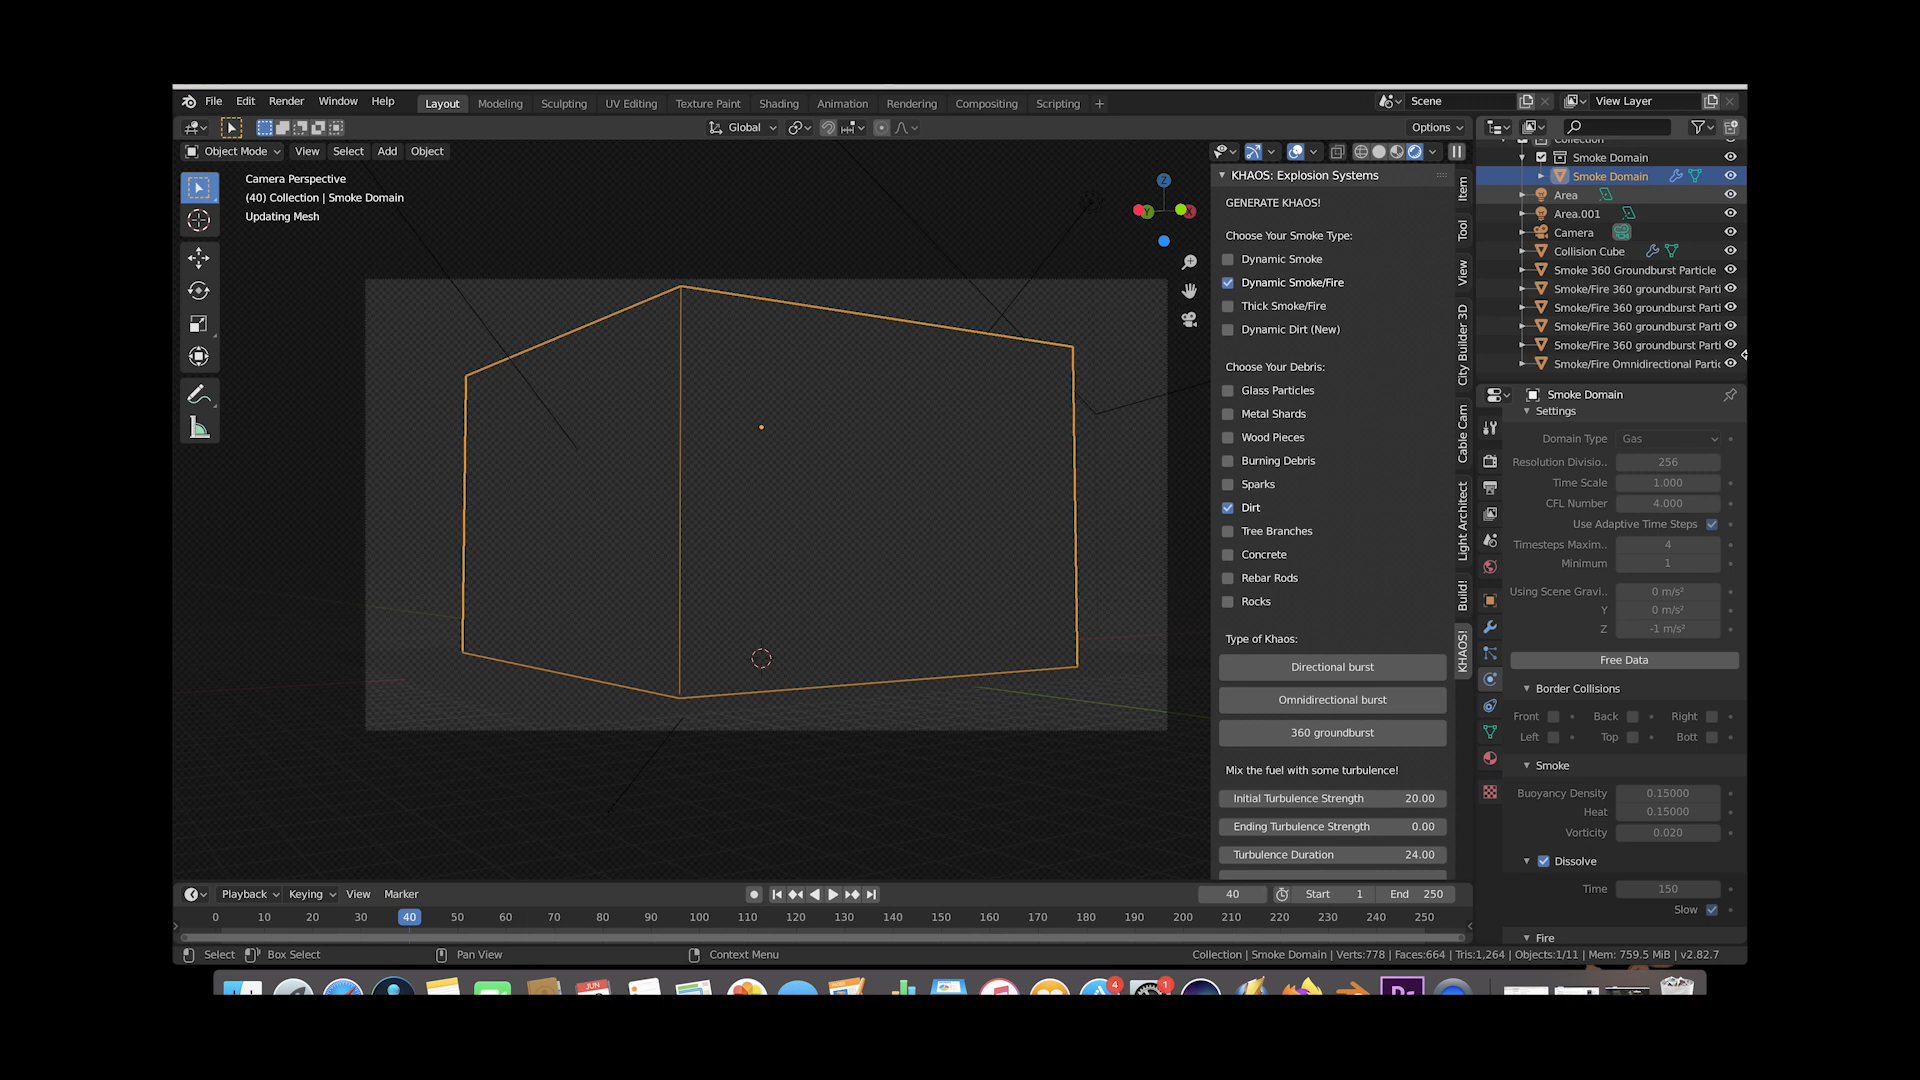 File Edit Render Window Help Layout Modeling Sculpting UV Editing Texture Paint Shading Animation Rendering Compositing Scripting + Scene View Layer
Global Options
Object Mode View Select Add Object
Camera Perspective
(40) Collection | Smoke Domain
Updating Mesh
Z
Y
X
KHAOS: Explosion Systems
GENERATE KHAOS!
Choose Your Smoke Type:
Dynamic Smoke
Dynamic Smoke/Fire
Thick Smoke/Fire
Dynamic Dirt (New)
Choose Your Debris:
Glass Particles
Metal Shards
Wood Pieces
Burning Debris
Sparks
Dirt
Tree Branches
Concrete
Rebar Rods
Rocks
Type of Khaos:
Directional burst
Omnidirectional burst
360 groundburst
Mix the fuel with some turbulence!
Initial Turbulence Strength 20.00
Ending Turbulence Strength 0.00
Turbulence Duration 24.00
Item
Tool
View
City Builder 3D
Cable Cam
Light Architect
Build!
KHAOS!
Collection
Smoke Domain
Smoke Domain
Area
Area.001
Camera
Collision Cube
Smoke 360 Groundburst Particle
Smoke/Fire 360 groundburst Parti
Smoke/Fire 360 groundburst Parti
Smoke/Fire 360 groundburst Parti
Smoke/Fire 360 groundburst Parti
Smoke/Fire Omnidirectional Partic
Smoke Domain
Settings
Domain Type Gas
Resolution Divisio.. 256
Time Scale 1.000
CFL Number 4.000
Use Adaptive Time Steps
Timesteps Maxim.. 4
Minimum 1
Using Scene Gravi.. 0 m/s²
Y 0 m/s²
Z -1 m/s²
Free Data
Border Collisions
Front Back Right
Left Top Bott
Smoke
Buoyancy Density 0.15000
Heat 0.15000
Vorticity 0.020
Dissolve
Time 150
Slow
Fire
Playback Keying View Marker 40 Start 1 End 250
0 10 20 30 40 50 60 70 80 90 100 110 120 130 140 150 160 170 180 190 200 210 220 230 240 250
Select Box Select Pan View Context Menu Collection | Smoke Domain | Verts:778 | Faces:664 | Tris:1,264 | Objects:1/11 | Mem: 759.5 MiB | v2.82.7
JUN 4 1 Pr